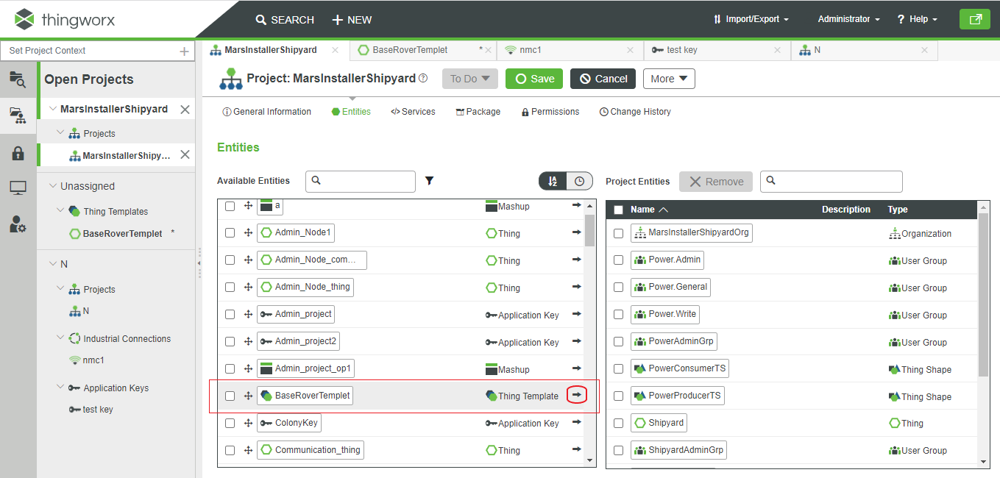 thingworx
SEARCH
NEW
Import/Export
Administrator
? Help
Set Project Context
MarsInstallerShipyard
BaseRoverTemplet *
nmc1
test key
N
Open Projects
MarsInstallerShipyard
Projects
MarsInstallerShipy...
Unassigned
Thing Templates
BaseRoverTemplet *
N
Projects
N
Industrial Connections
nmc1
Application Keys
test key
Project: MarsInstallerShipyard
To Do
Save
Cancel
More
General Information
Entities
Services
Package
Permissions
Change History
Entities
Available Entities
a Mashup
Admin_Node1 Thing
Admin_Node_com... Thing
Admin_Node_thing Thing
Admin_project Application Key
Admin_project2 Application Key
Admin_project_op1 Mashup
BaseRoverTemplet Thing Template
ColonyKey Application Key
Communication_thing Thing
Project Entities
Remove
Name Description Type
MarsInstallerShipyardOrg Organization
Power.Admin User Group
Power.General User Group
Power.Write User Group
PowerAdminGrp User Group
PowerConsumerTS Thing Shape
PowerProducerTS Thing Shape
Shipyard Thing
ShipyardAdminGrp User Group